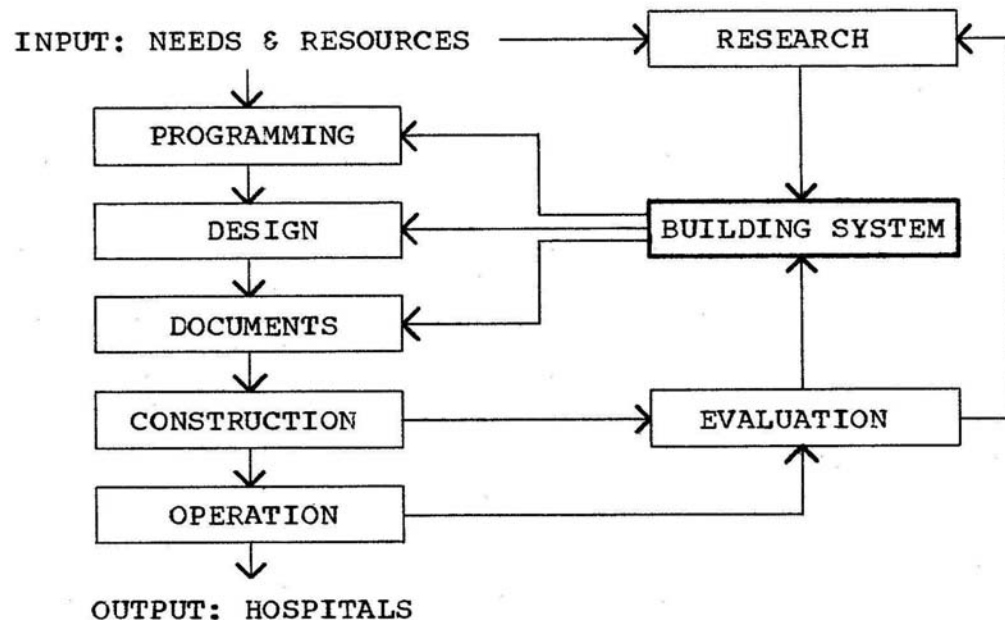 INPUT: NEEDS & RESOURCES
RESEARCH
PROGRAMMING
DESIGN
BUILDING SYSTEM
DOCUMENTS
CONSTRUCTION
EVALUATION
OPERATION
OUTPUT: HOSPITALS